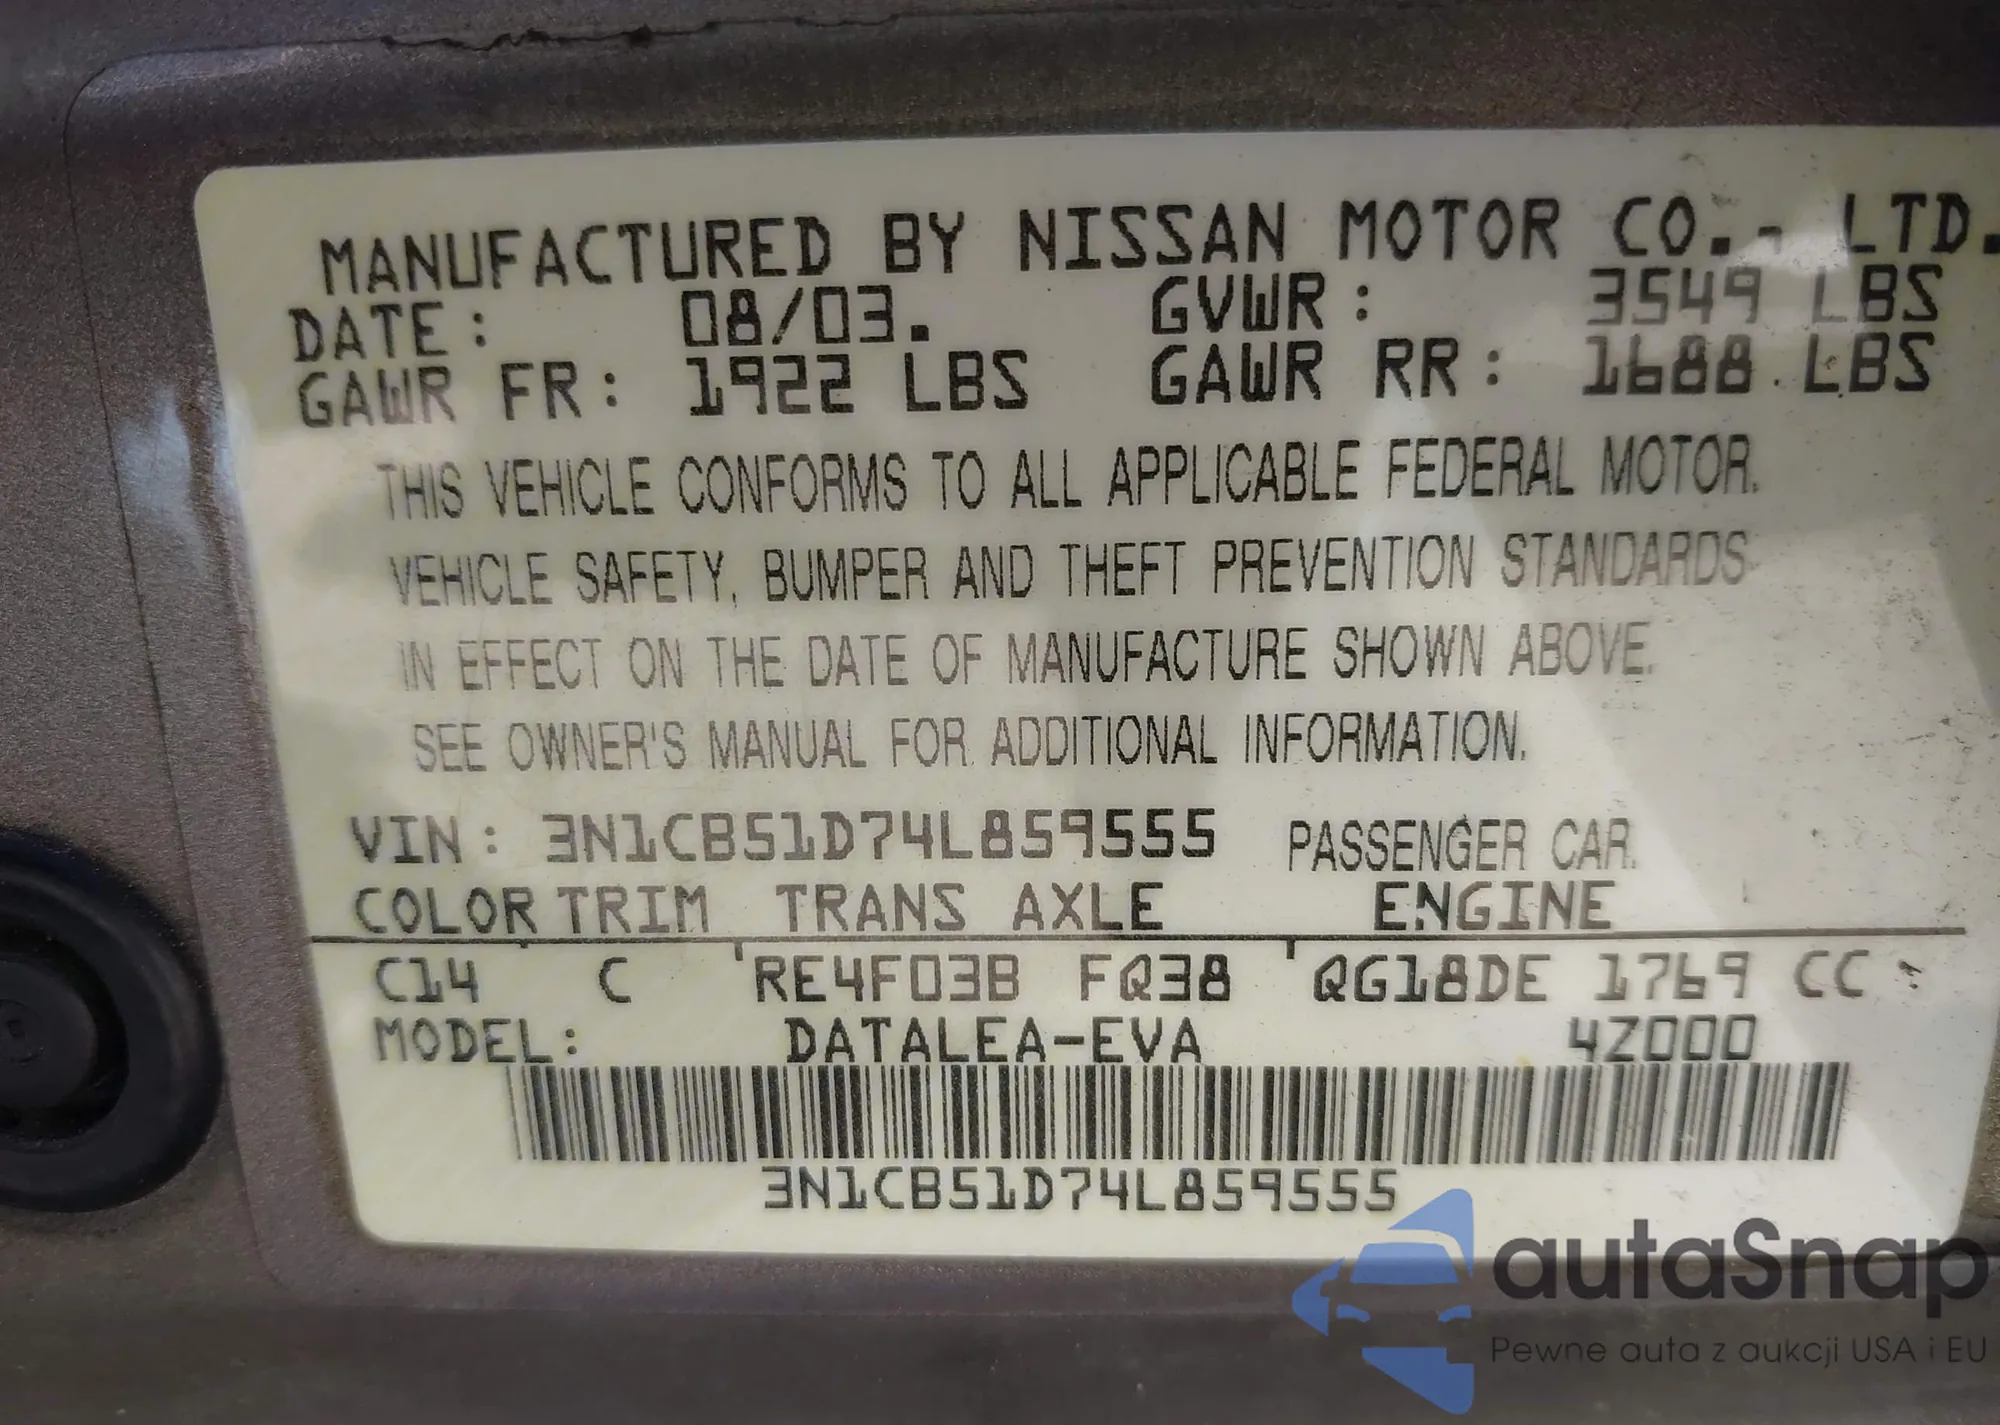 MANUFACTURED BY NISSAN MOTOR CO., LTD.
DATE: 08/03. GVWR: 3549 LBS
GAWR FR: 1922 LBS GAWR RR: 1688 LBS
THIS VEHICLE CONFORMS TO ALL APPLICABLE FEDERAL MOTOR
VEHICLE SAFETY, BUMPER AND THEFT PREVENTION STANDARDS
IN EFFECT ON THE DATE OF MANUFACTURE SHOWN ABOVE.
SEE OWNER'S MANUAL FOR ADDITIONAL INFORMATION.
VIN: 3N1CB51D74L859555 PASSENGER CAR
COLOR TRIM TRANS AXLE ENGINE
C14 C RE4F03B FQ38 QG18DE 1769 CC
MODEL: DATALEA-EVA 4Z000
3N1CB51D74L859555
autaSnap
Pewne auta z aukcji USA i EU